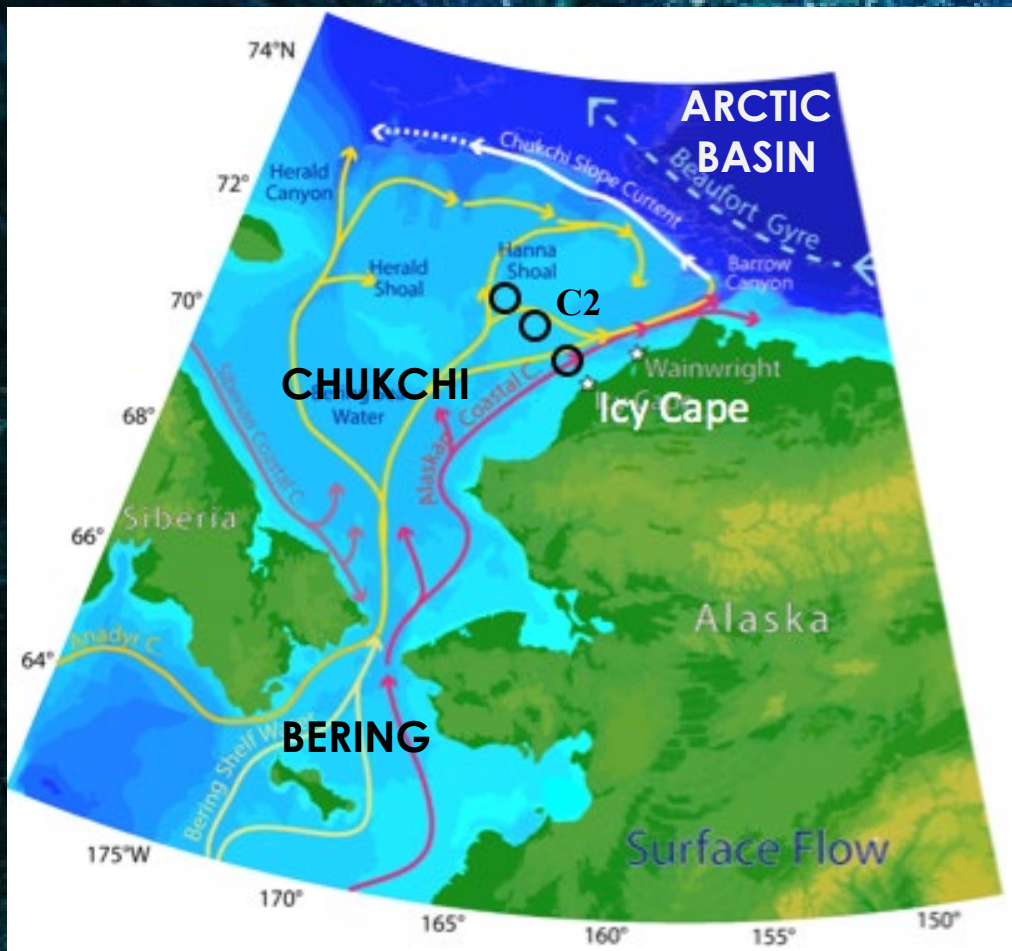 74°N
ARCTIC
BASIN
Chukchi Slope Current
Beaufort Gyre
72°
Herald
Canyon
Hanna
Shoal
Barrow
Canyon
Herald
Shoal
70°
C2
Wainwright
CHUKCHI
Water
Icy Cape
Siberian Coastal C.
Alaskan Coastal C.
68°
Siberia
66°
Alaska
Anadyr C.
64°
BERING
Bering Shelf
Surface Flow
175°W
170°
165°
160°
155°
150°